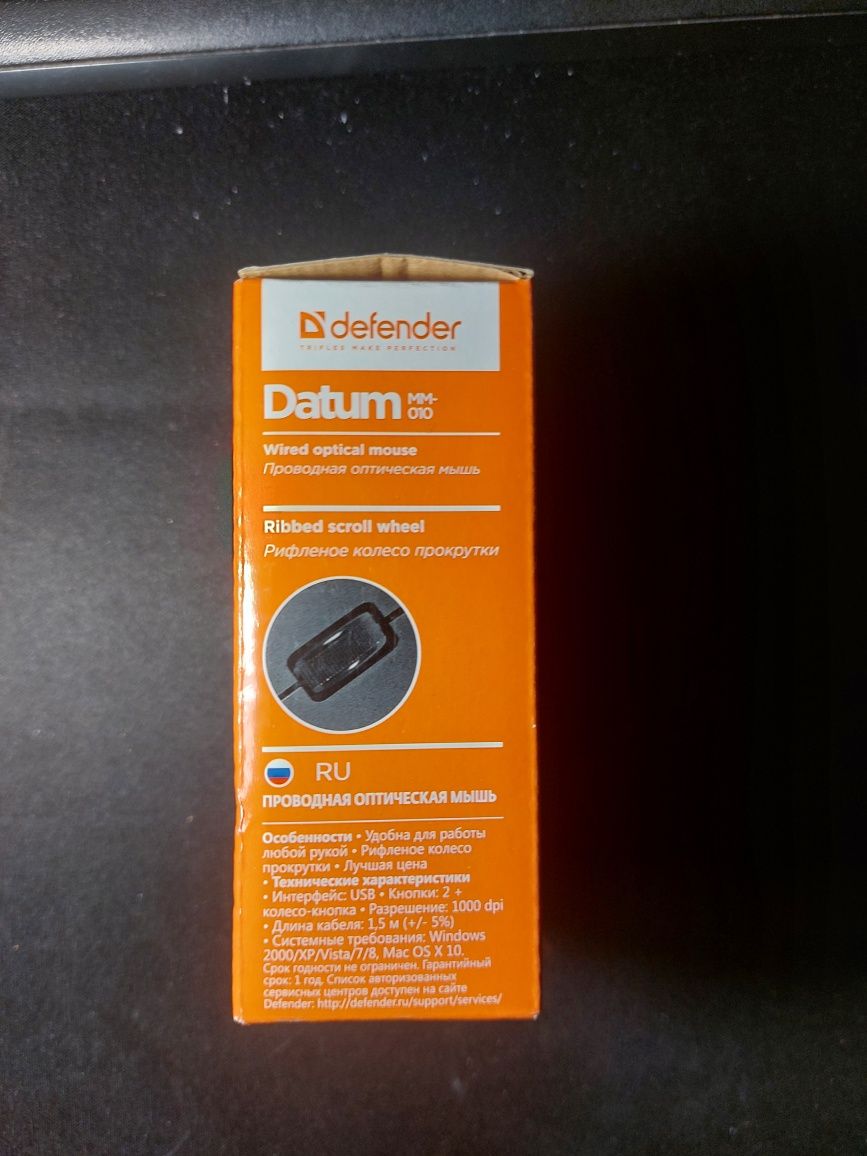 defender
TRIFLES MAKE PERFECTION
Datum MM-
010
Wired optical mouse
Проводная оптическая мышь
Ribbed scroll wheel
Рифленое колесо прокрутки
RU
ПРОВОДНАЯ ОПТИЧЕСКАЯ МЫШЬ
Особенности • Удобна для работы
любой рукой • Рифленое колесо
прокрутки • Лучшая цена
• Технические характеристики
• Интерфейс: USB • Кнопки: 2 +
колесо-кнопка • Разрешение: 1000 dpi
• Длина кабеля: 1,5 м (+/- 5%)
• Системные требования: Windows
2000/XP/Vista/7/8, Mac OS X 10.
Срок годности не ограничен. Гарантийный
срок: 1 год. Список авторизованных
сервисных центров доступен на сайте
Defender: http://defender.ru/support/services/